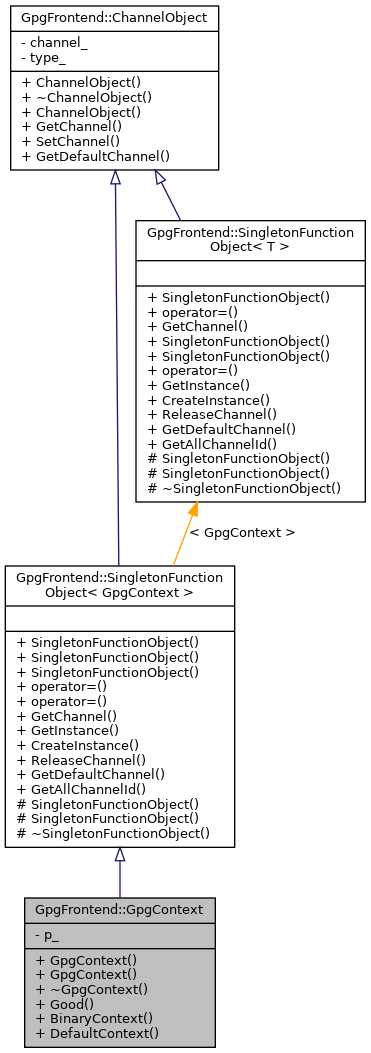 GpgFrontend::ChannelObject
- channel_
- type_
+ ChannelObject()
+ ~ChannelObject()
+ ChannelObject()
+ GetChannel()
+ SetChannel()
+ GetDefaultChannel()
GpgFrontend::SingletonFunction
Object< T >
+ SingletonFunctionObject()
+ operator=()
+ GetChannel()
+ SingletonFunctionObject()
+ SingletonFunctionObject()
+ operator=()
+ GetInstance()
+ CreateInstance()
+ ReleaseChannel()
+ GetDefaultChannel()
+ GetAllChannelId()
# SingletonFunctionObject()
# SingletonFunctionObject()
# ~SingletonFunctionObject()
< GpgContext >
GpgFrontend::SingletonFunction
Object< GpgContext >
+ SingletonFunctionObject()
+ SingletonFunctionObject()
+ SingletonFunctionObject()
+ operator=()
+ operator=()
+ GetChannel()
+ GetInstance()
+ CreateInstance()
+ ReleaseChannel()
+ GetDefaultChannel()
+ GetAllChannelId()
# SingletonFunctionObject()
# SingletonFunctionObject()
# ~SingletonFunctionObject()
GpgFrontend::GpgContext
- p_
+ GpgContext()
+ GpgContext()
+ ~GpgContext()
+ Good()
+ BinaryContext()
+ DefaultContext()